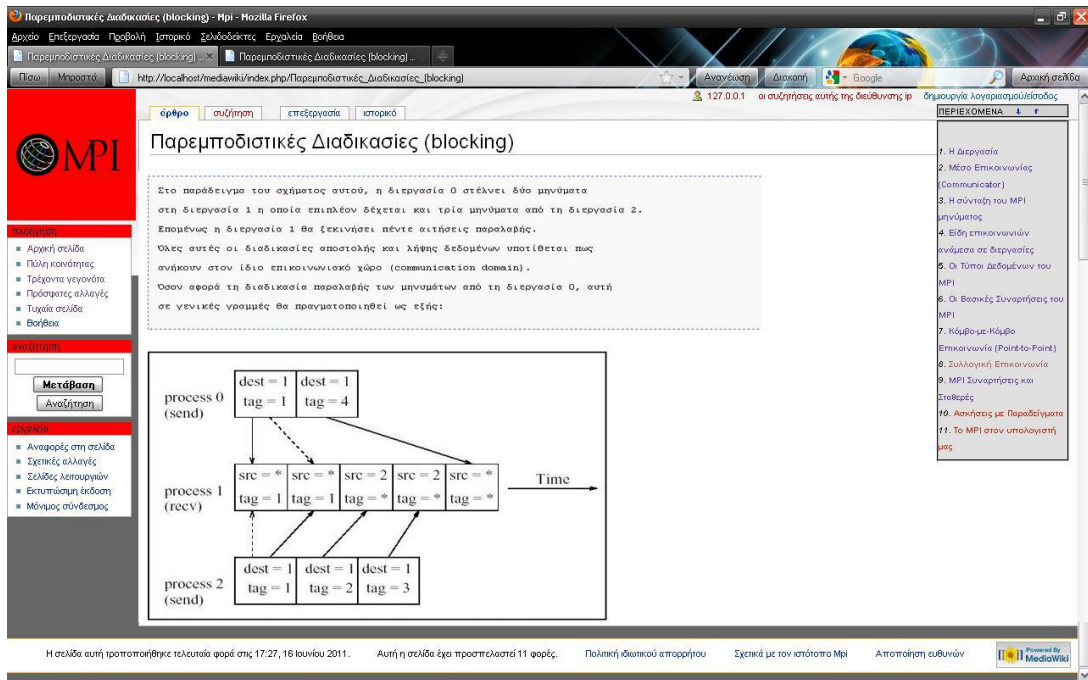 Παρεμποδιστικές Διαδικασίες (blocking) - Mpi - Mozilla Firefox
Αρχείο Επεξεργασία Προβολή Ιστορικό Σελιδοδείκτες Εργαλεία Βοήθεια
Παρεμποδιστικές Διαδικασίες (blocking) ... Παρεμποδιστικές Διαδικασίες (blocking) ...
Πίσω Μπροστά http://localhost/mediawiki/index.php/Παρεμποδιστικές_Διαδικασίες_(blocking) Ανανέωση Διακοπή Google Αρχική σελίδα
127.0.0.1 οι συζητήσεις αυτής της διεύθυνσης ip δημιουργία λογαριασμού/είσοδος
άρθρο συζήτηση επεξεργασία ιστορικό
MPI
Παρεμποδιστικές Διαδικασίες (blocking)
Στο παράδειγμα του σχήματος αυτού, η διεργασία 0 στέλνει δύο μηνύματα
στη διεργασία 1 η οποία επιπλέον δέχεται και τρία μηνύματα από τη διεργασία 2.
Επομένως η διεργασία 1 θα ξεκινήσει πέντε αιτήσεις παραλαβής.
Όλες αυτές οι διαδικασίες αποστολής και λήψης δεδομένων υποτίθεται πως
ανήκουν στον ίδιο επικοινωνιακό χώρο (communication domain).
Όσον αφορά τη διαδικασία παραλαβής των μηνυμάτων από τη διεργασία 0, αυτή
σε γενικές γραμμές θα πραγματοποιηθεί ως εξής:
πλοήγηση
Αρχική σελίδα
Πύλη κοινότητας
Τρέχοντα γεγονότα
Πρόσφατες αλλαγές
Τυχαία σελίδα
Βοήθεια
αναζήτηση
Μετάβαση
Αναζήτηση
εργαλεία
Αναφορές στη σελίδα
Σχετικές αλλαγές
Σελίδες λειτουργιών
Εκτυπώσιμη έκδοση
Μόνιμος σύνδεσμος
process 0
(send)
dest = 1 dest = 1
tag = 1 tag = 4
process 1
(recv)
src = * src = * src = 2 src = 2 src = *
tag = 1 tag = 1 tag = * tag = * tag = *
Time
process 2
(send)
dest = 1 dest = 1 dest = 1
tag = 1 tag = 2 tag = 3
ΠΕΡΙΕΧΟΜΕΝΑ
1. Η Διεργασία
2. Μέσο Επικοινωνίας
(Communicator)
3. Η σύνταξη του MPI
μηνύματος
4. Είδη επικοινωνιών
ανάμεσα σε διεργασίες
5. Οι Τύποι Δεδομένων του
MPI
6. Οι Βασικές Συναρτήσεις του
MPI
7. Κόμβο-με-Κόμβο
Επικοινωνία (Point-to-Point)
8. Συλλογική Επικοινωνία
9. MPI Συναρτήσεις και
Σταθερές
10. Ασκήσεις με Παραδείγματα
11. Το MPI στον υπολογιστή
μας
Η σελίδα αυτή τροποποιήθηκε τελευταία φορά στις 17:27, 16 Ιουνίου 2011. Αυτή η σελίδα έχει προσπελαστεί 11 φορές. Πολιτική ιδιωτικού απορρήτου Σχετικά με τον ιστότοπο Mpi Αποποίηση ευθυνών
Powered By
MediaWiki